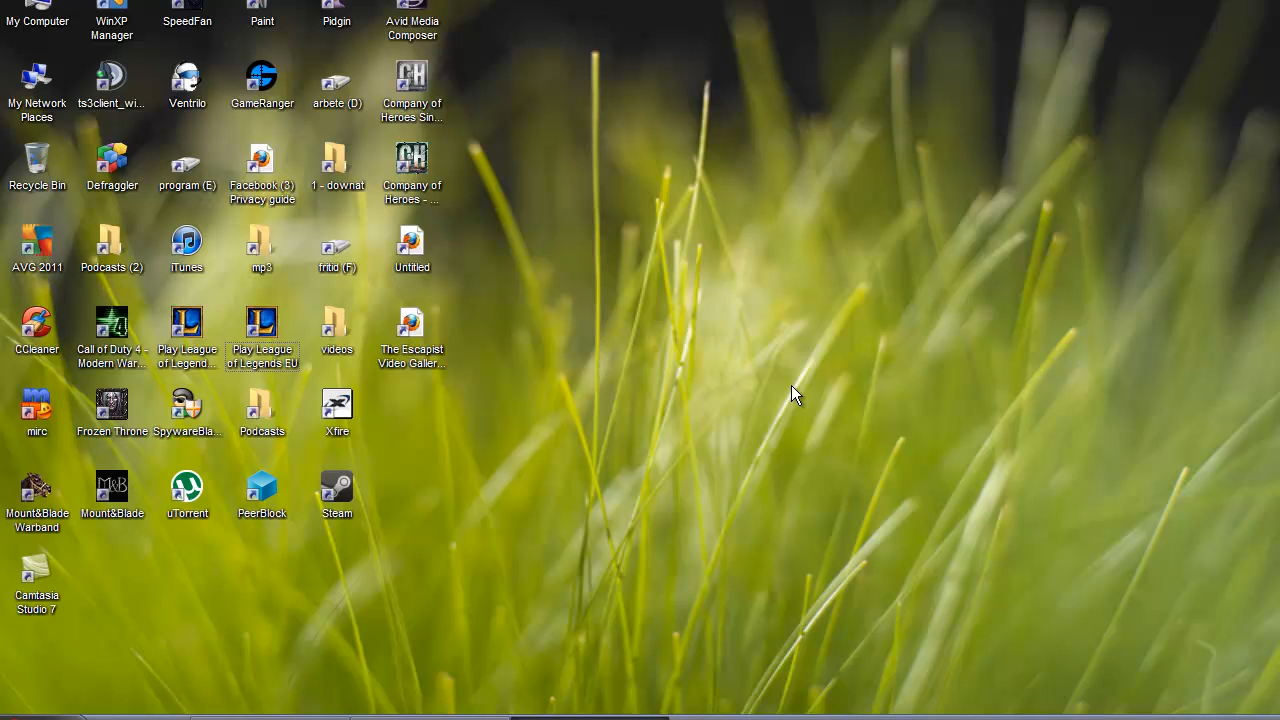 My Computer
WinXP
Manager
SpeedFan
Paint
Pidgin
Avid Media
Composer
My Network
Places
ts3client_wi...
Ventrilo
GameRanger
arbete (D)
Company of
Heroes Sin...
Recycle Bin
Defraggler
program (E)
Facebook (3)
Privacy guide
1 - downat
Company of
Heroes - ...
AVG 2011
Podcasts (2)
iTunes
mp3
fritid (F)
Untitled
CCleaner
Call of Duty 4 -
Modern War...
Play League
of Legend...
Play League
of Legends EU
videos
The Escapist
Video Galler...
mirc
Frozen Throne
SpywareBla...
Podcasts
Xfire
Mount&Blade
Warband
Mount&Blade
uTorrent
PeerBlock
Steam
Camtasia
Studio 7